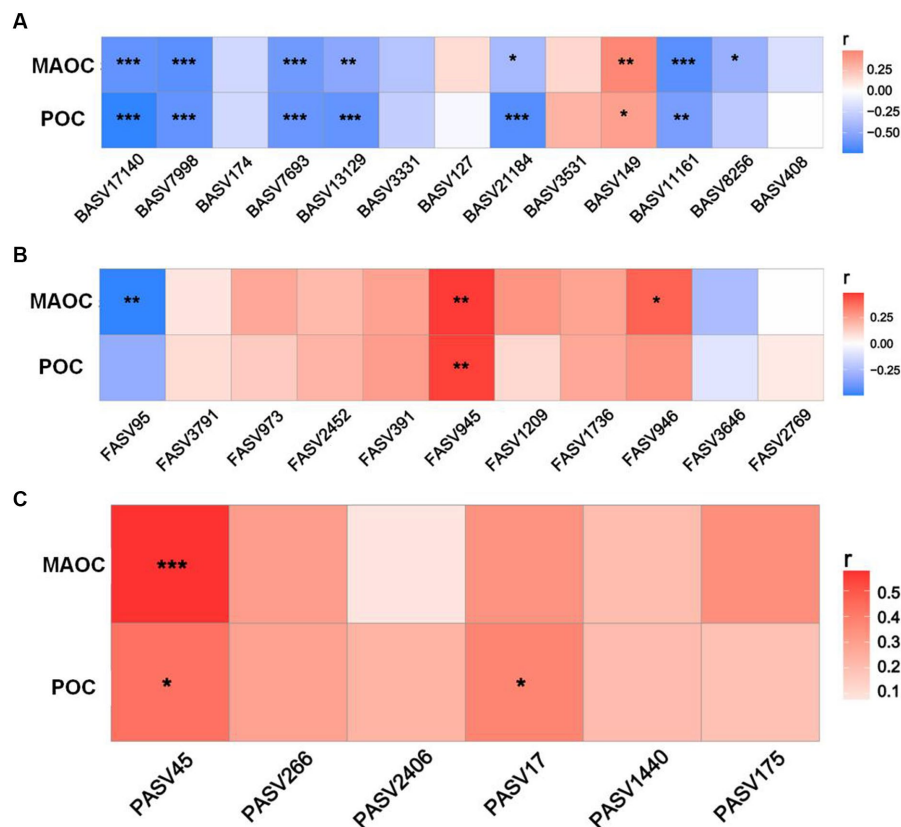 A
MAOC *** *** *** ** * ** *** *
POC *** *** *** *** *** * **
BASV17140 BASV7998 BASV174 BASV7693 BASV13129 BASV3331 BASV127 BASV21184 BASV3531 BASV149 BASV11161 BASV8256 BASV408
r
0.25
0.00
−0.25
−0.50
B
MAOC ** ** *
POC **
FASV95 FASV3791 FASV973 FASV2452 FASV391 FASV945 FASV1209 FASV1736 FASV946 FASV3646 FASV2769
r
0.25
0.00
−0.25
C
MAOC ***
POC * *
PASV45 PASV266 PASV2406 PASV17 PASV1440 PASV175
r
0.5
0.4
0.3
0.2
0.1